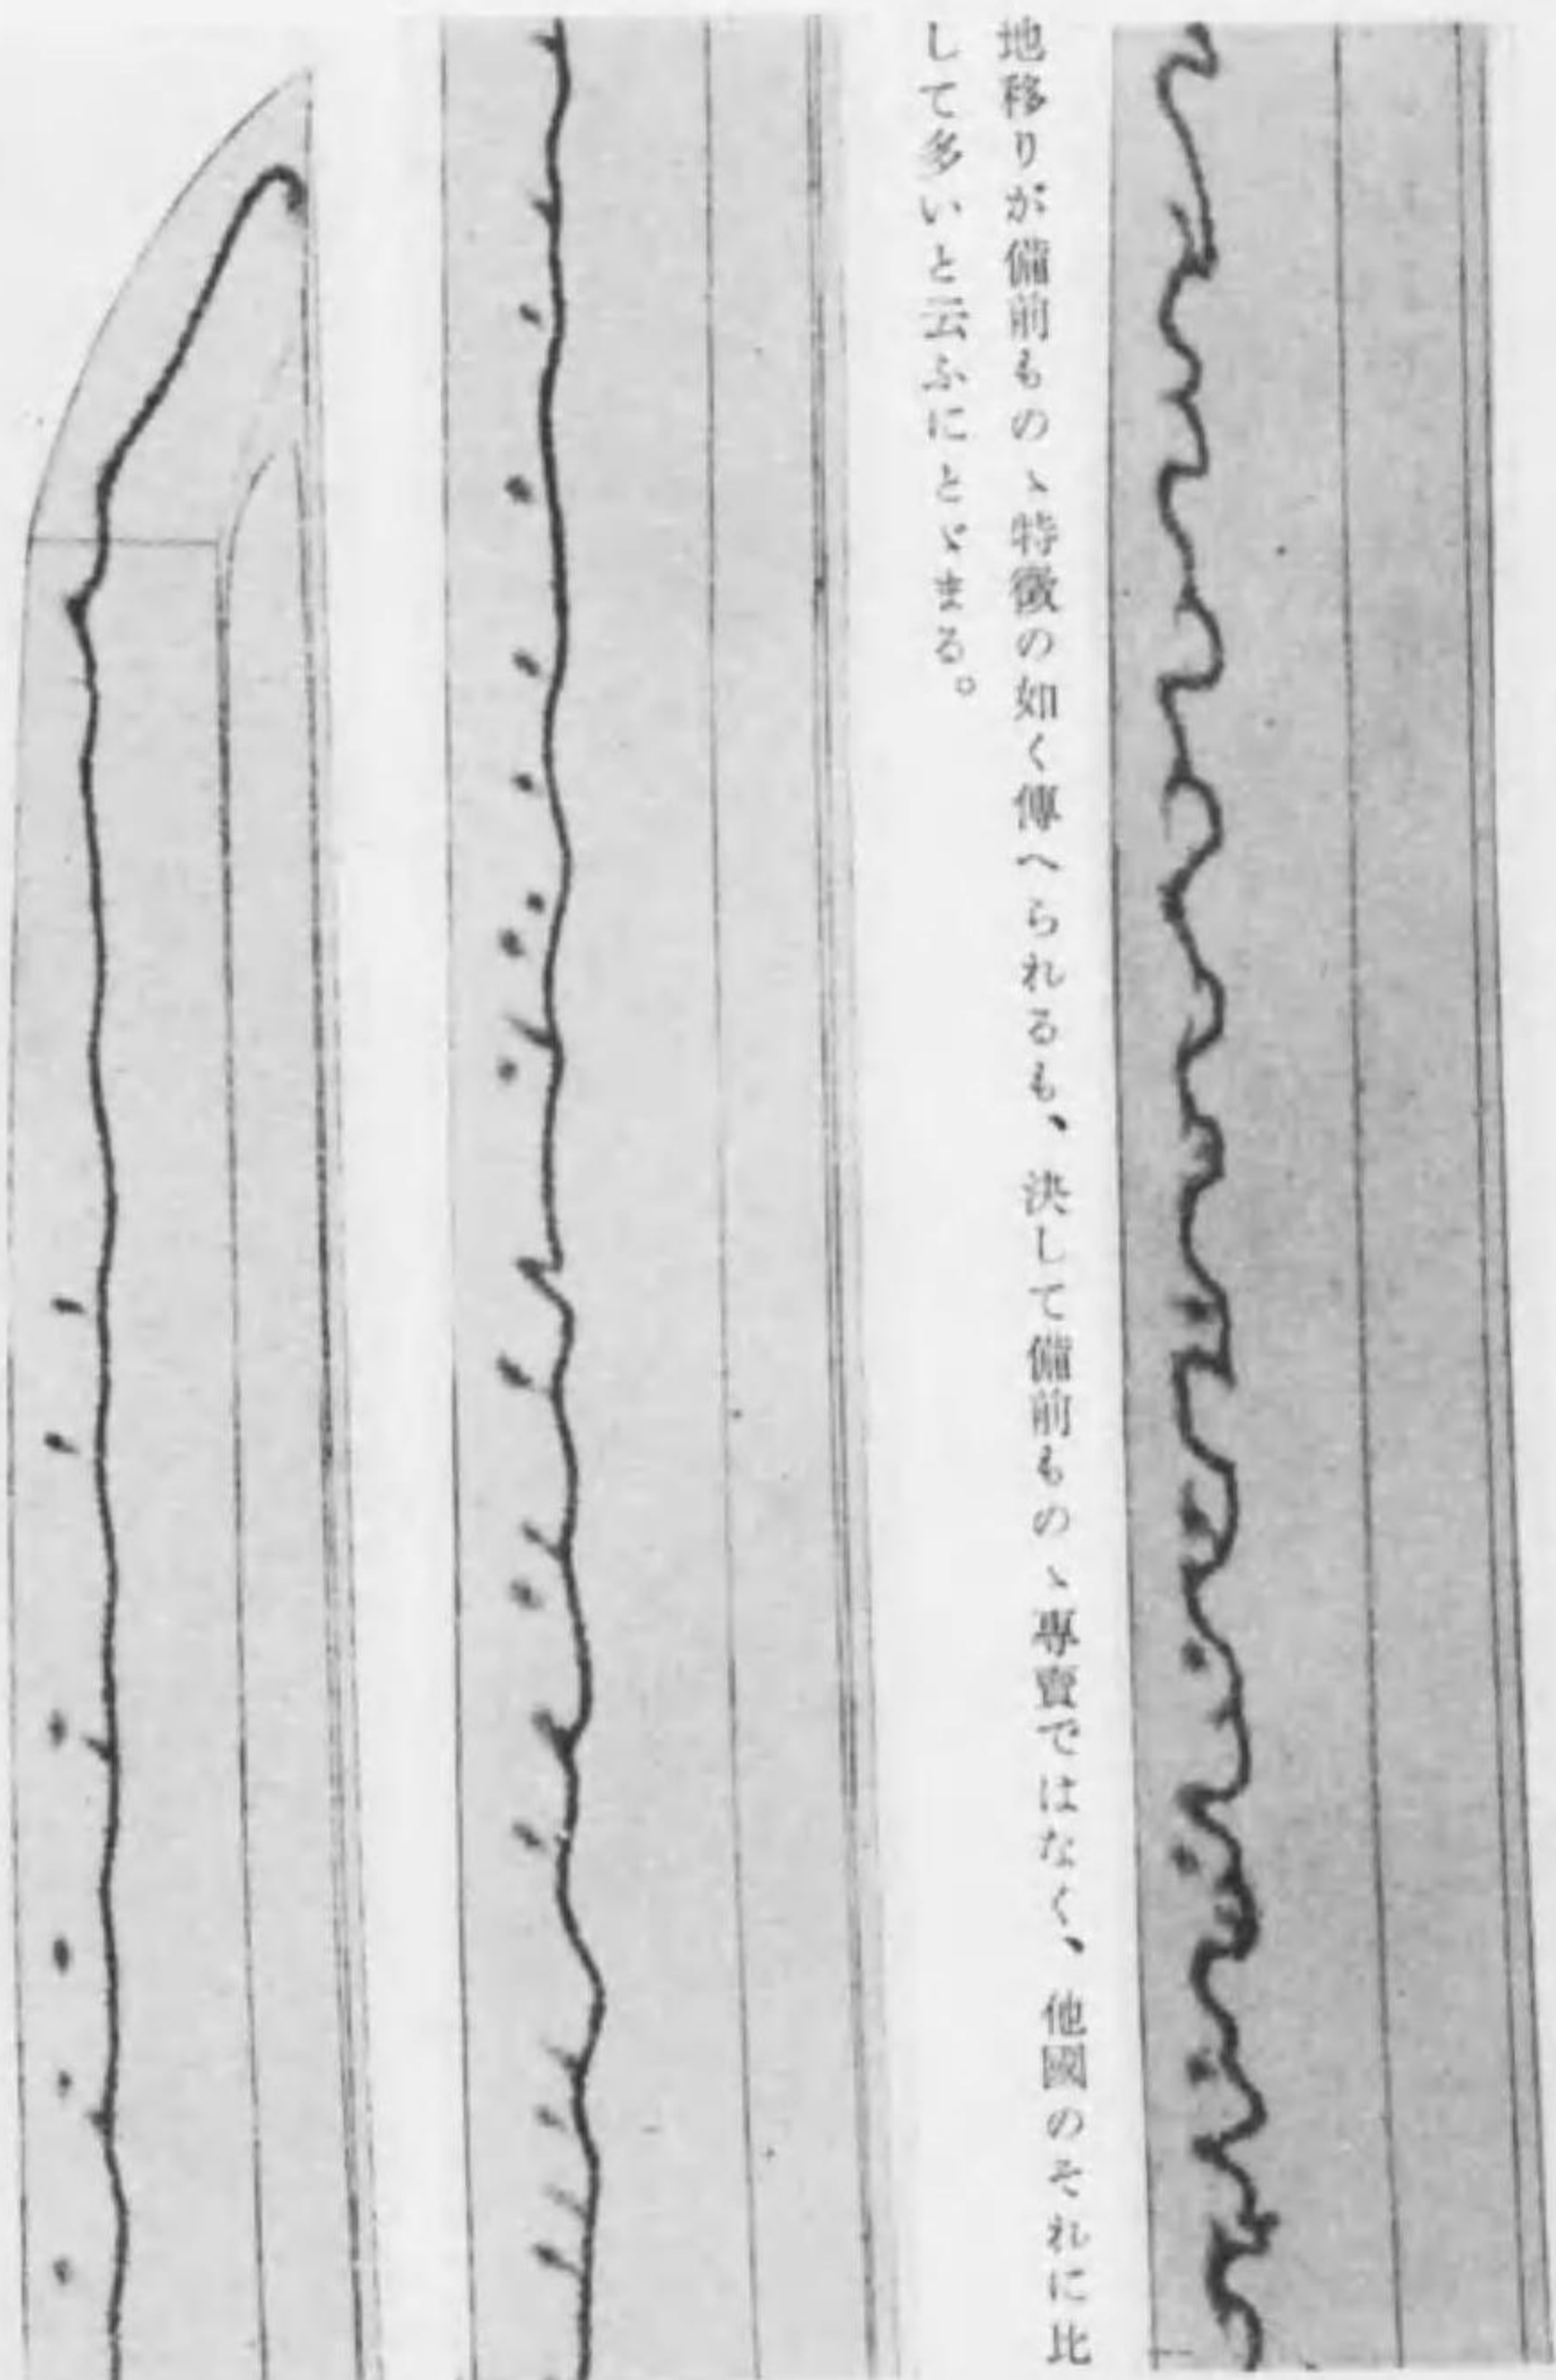 地移りが備前ものゝ特徴の如く傳へられるも、決して備前ものゝ專賣ではなく、他國のそれに比
して多いと云ふにとゞまる。